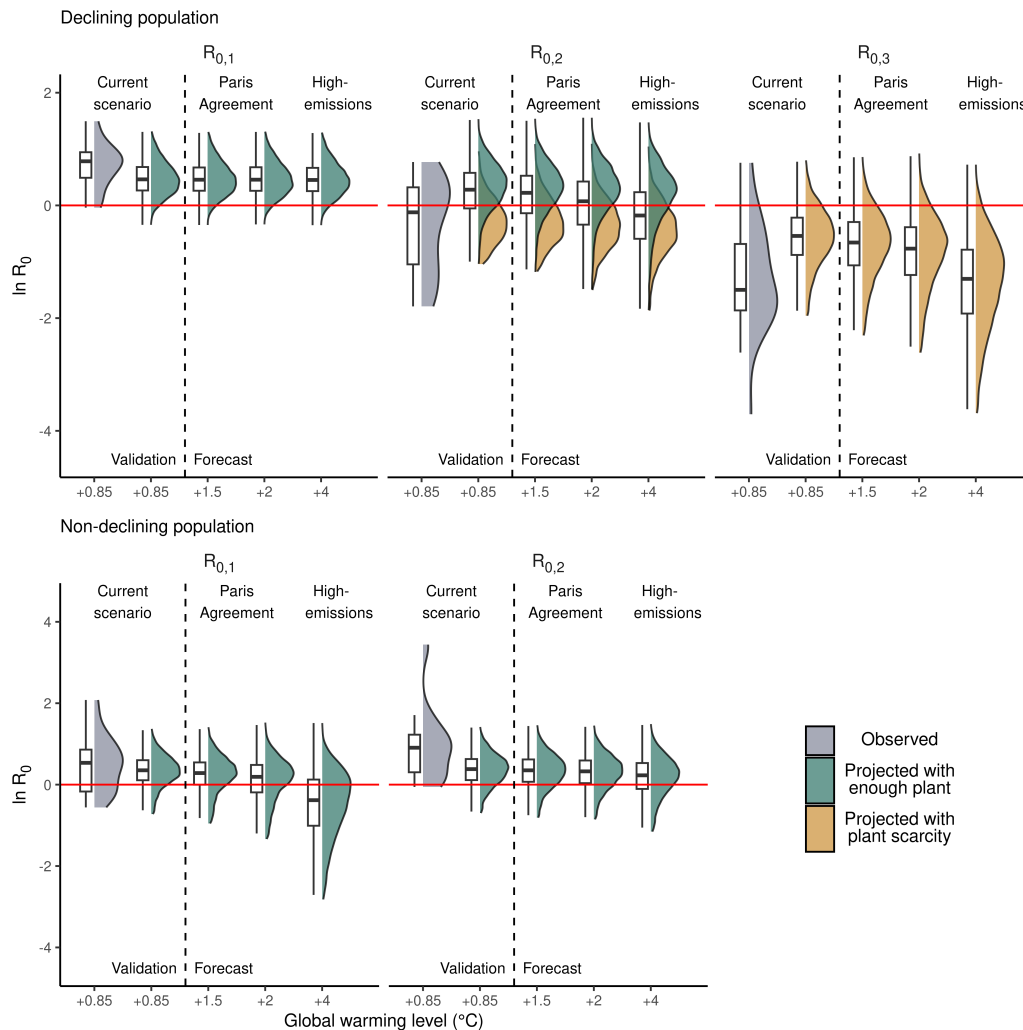 Declining population
R0,1
R0,2
R0,3
Current scenario
Paris Agreement
High-emissions
Current scenario
Paris Agreement
High-emissions
Current scenario
Paris Agreement
High-emissions
2
0
-2
-4
ln R0
Validation
Forecast
Validation
Forecast
Validation
Forecast
+0.85
+0.85
+1.5
+2
+4
+0.85
+0.85
+1.5
+2
+4
+0.85
+0.85
+1.5
+2
+4
Non-declining population
R0,1
R0,2
Current scenario
Paris Agreement
High-emissions
Current scenario
Paris Agreement
High-emissions
4
2
0
-2
-4
ln R0
Observed
Projected with
enough plant
Projected with
plant scarcity
Validation
Forecast
Validation
Forecast
+0.85
+0.85
+1.5
+2
+4
+0.85
+0.85
+1.5
+2
+4
Global warming level (°C)